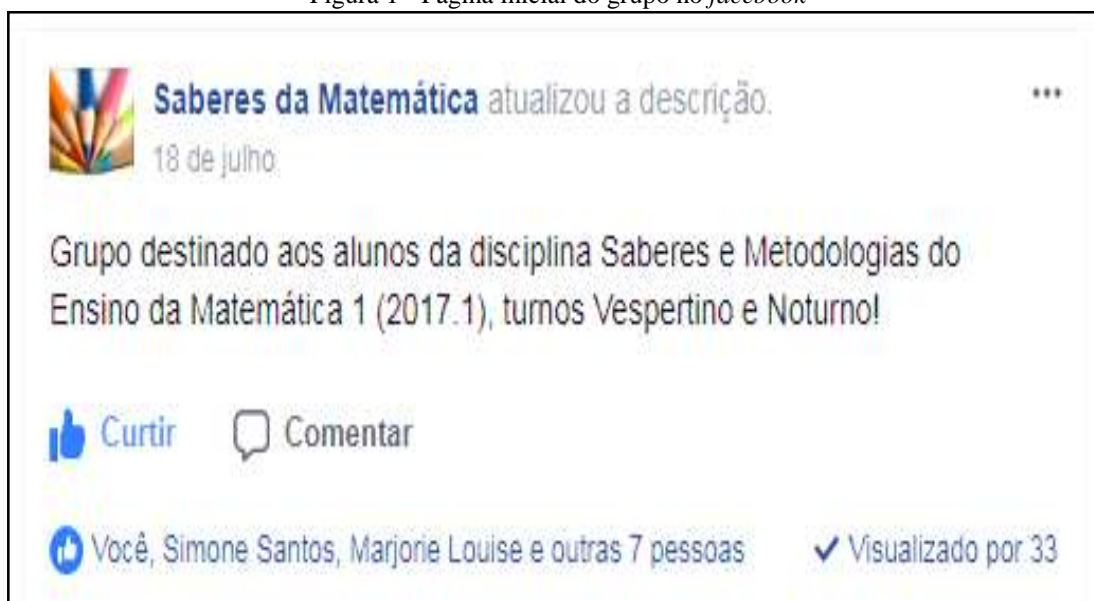 Figura 1 - Página inicial do grupo no facebook
Saberes da Matemática atualizou a descrição.
18 de julho
Grupo destinado aos alunos da disciplina Saberes e Metodologias do
Ensino da Matemática 1 (2017.1), turnos Vespertino e Noturno!
Curtir Comentar
Você, Simone Santos, Marjorie Louise e outras 7 pessoas Visualizado por 33